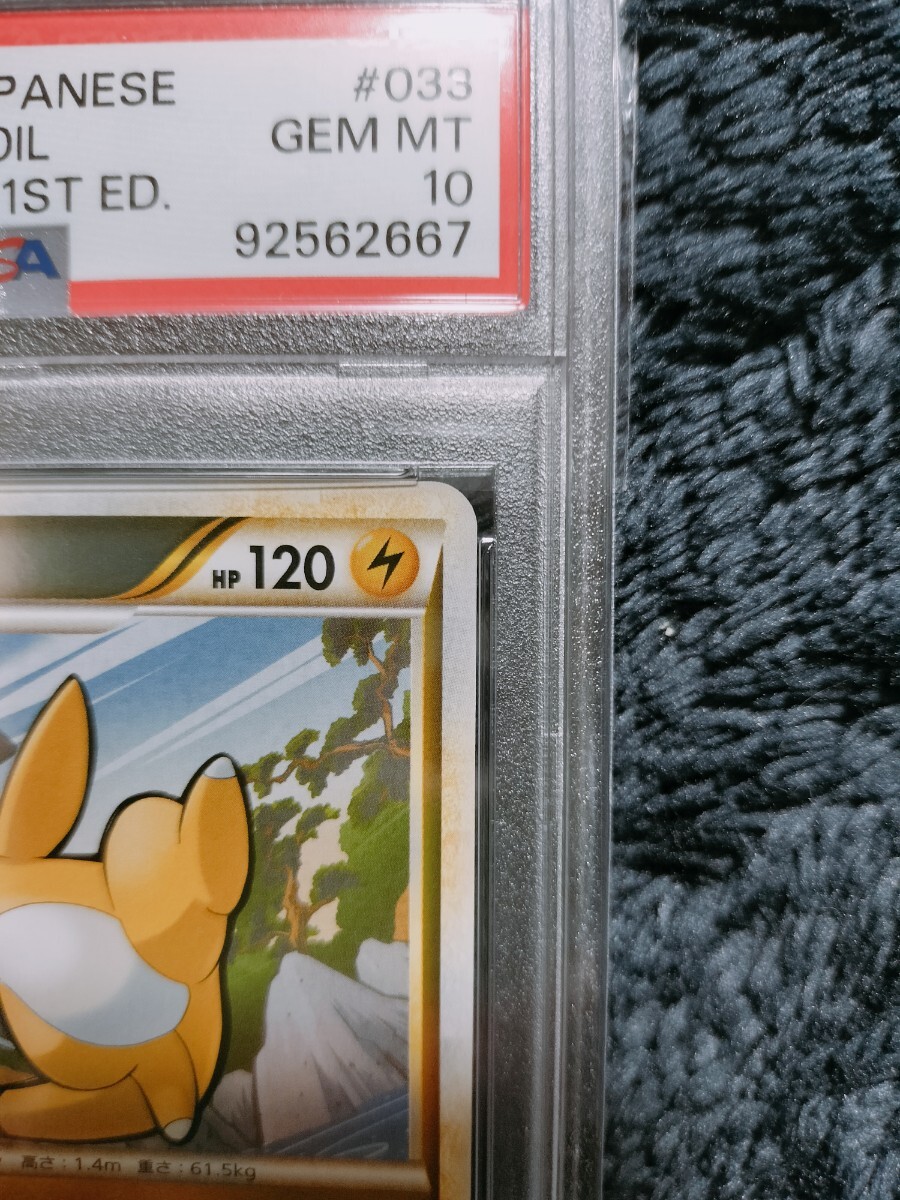 PANESE #033
OIL GEM MT
1ST ED. 10
SA 92562667
HP 120
高さ:1.4m 重さ:61.5kg